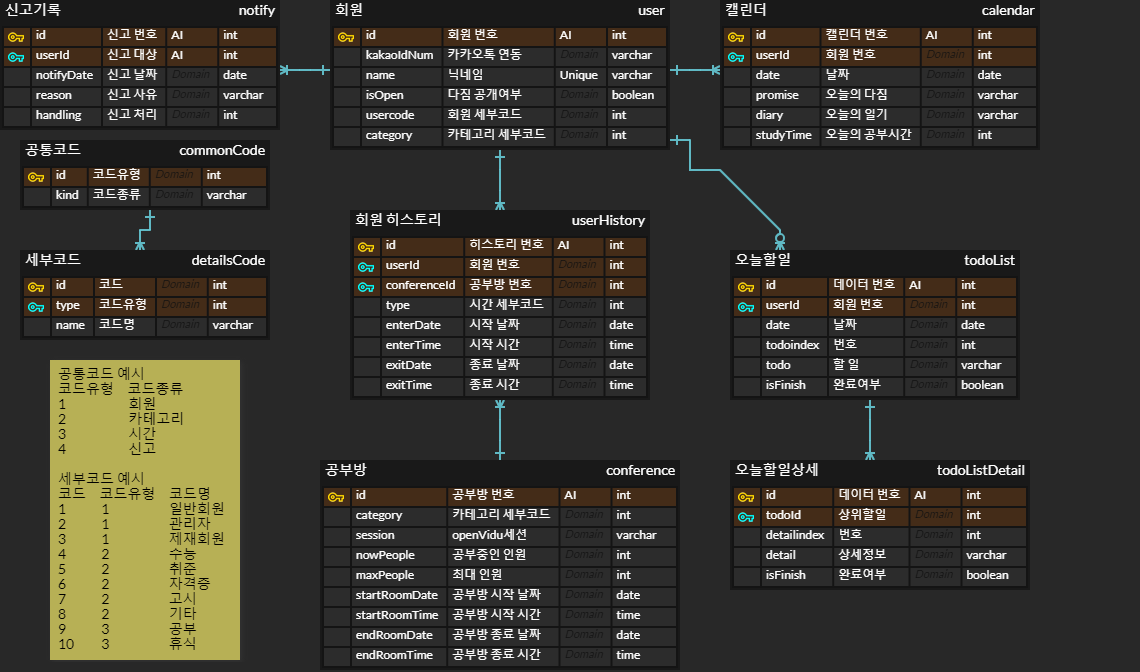 신고기록 notify
id 신고 번호 AI int
userId 신고 대상 AI int
notifyDate 신고 날짜 Domain date
reason 신고 사유 Domain varchar
handling 신고 처리 Domain int
회원 user
id 회원 번호 AI int
kakaoIdNum 카카오톡 연동 Domain varchar
name 닉네임 Unique varchar
isOpen 다짐 공개여부 Domain boolean
usercode 회원 세부코드 Domain int
category 카테고리 세부코드 Domain int
캘린더 calendar
id 캘린더 번호 AI int
userId 회원 번호 Domain int
date 날짜 Domain date
promise 오늘의 다짐 Domain varchar
diary 오늘의 일기 Domain varchar
studyTime 오늘의 공부시간 Domain int
공통코드 commonCode
id 코드유형 Domain int
kind 코드종류 Domain varchar
세부코드 detailsCode
id 코드 Domain int
type 코드유형 Domain int
name 코드명 Domain varchar
회원 히스토리 userHistory
id 히스토리 번호 AI int
userId 회원 번호 Domain int
conferenceId 공부방 번호 Domain int
type 시간 세부코드 Domain int
enterDate 시작 날짜 Domain date
enterTime 시작 시간 Domain time
exitDate 종료 날짜 Domain date
exitTime 종료 시간 Domain time
오늘할일 todoList
id 데이터 번호 AI int
userId 회원 번호 Domain int
date 날짜 Domain date
todoindex 번호 Domain int
todo 할 일 Domain varchar
isFinish 완료여부 Domain boolean
공통코드 예시
코드유형 코드종류
1 회원
2 카테고리
3 시간
4 신고
세부코드 예시
코드 코드유형 코드명
1 1 일반회원
2 1 관리자
3 1 제재회원
4 2 수능
5 2 취준
6 2 자격증
7 2 고시
8 2 기타
9 3 공부
10 3 휴식
공부방 conference
id 공부방 번호 AI int
category 카테고리 세부코드 Domain int
session openVidu세션 Domain varchar
nowPeople 공부중인 인원 Domain int
maxPeople 최대 인원 Domain int
startRoomDate 공부방 시작 날짜 Domain date
startRoomTime 공부방 시작 시간 Domain time
endRoomDate 공부방 종료 날짜 Domain date
endRoomTime 공부방 종료 시간 Domain time
오늘할일상세 todoListDetail
id 데이터 번호 AI int
todoId 상위할일 Domain int
detailindex 번호 Domain int
detail 상세정보 Domain varchar
isFinish 완료여부 Domain boolean